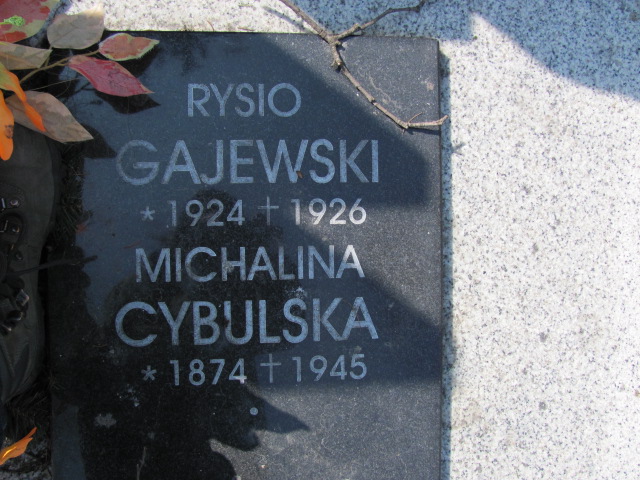 RYSIO
GAJEWSKI
* 1924 † 1926
MICHALINA
CYBULSKA
* 1874 † 1945